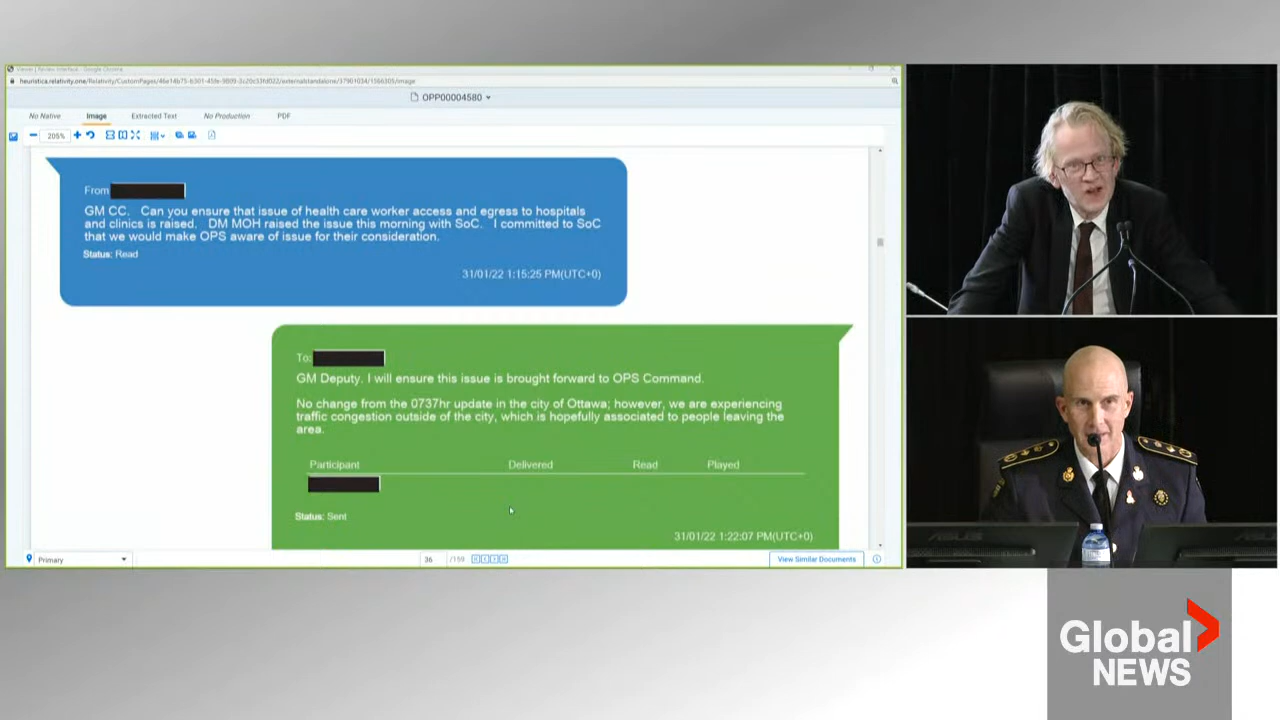 Viewer | Review Interface - Google Chrome
OPP00004580
No Native
Image
Extracted Text
No Production
PDF
205%
From
GM CC. Can you ensure that issue of health care worker access and egress to hospitals
and clinics is raised. DM MOH raised the issue this morning with SoC. I committed to SoC
that we would make OPS aware of issue for their consideration.
Status: Read
31/01/22 1:15:25 PM(UTC+0)
To:
GM Deputy. I will ensure this issue is brought forward to OPS Command.
No change from the 0737hr update in the city of Ottawa; however, we are experiencing
traffic congestion outside of the city, which is hopefully associated to people leaving the
area.
Participant Delivered Read Played
Status: Sent
31/01/22 1:22:07 PM(UTC+0)
Primary
36 /159
View Similar Documents
ASUS
Global
NEWS